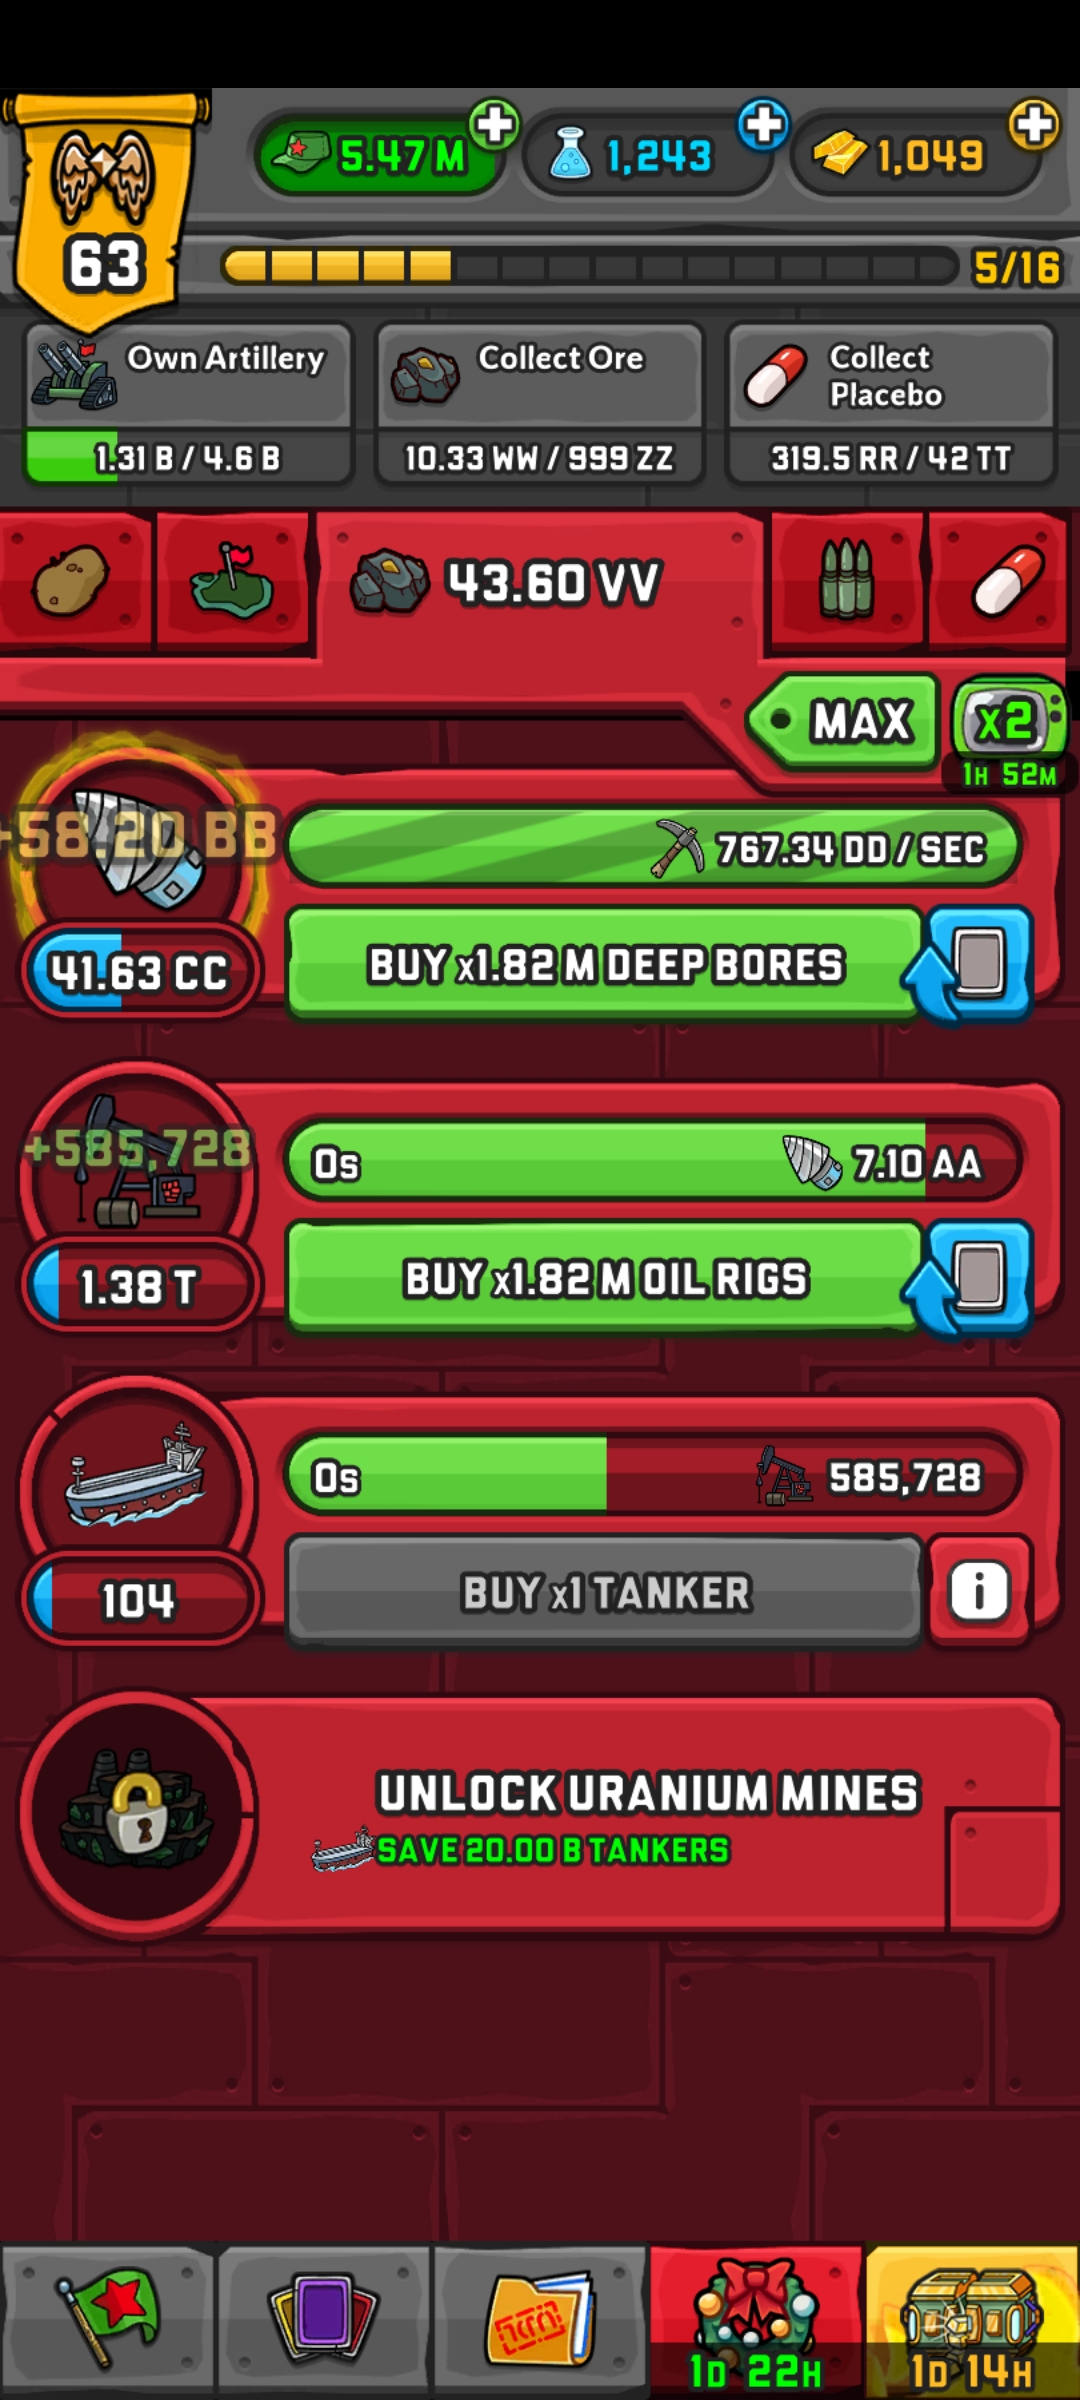 5.47 M
1,243
1,049
63
5/16
Own Artillery
1.31 B / 4.6 B
Collect Ore
10.33 WW / 999 ZZ
Collect
Placebo
319.5 RR / 42 TT
43.60 VV
MAX
x2
1H 52M
+58.20 BB
767.34 DD / SEC
41.63 CC
BUY x1.82 M DEEP BORES
+585,728
0s
7.10 AA
1.38 T
BUY x1.82 M OIL RIGS
0s
585,728
104
BUY x1 TANKER
i
UNLOCK URANIUM MINES
SAVE 20.00 B TANKERS
1D 22H
1D 14H